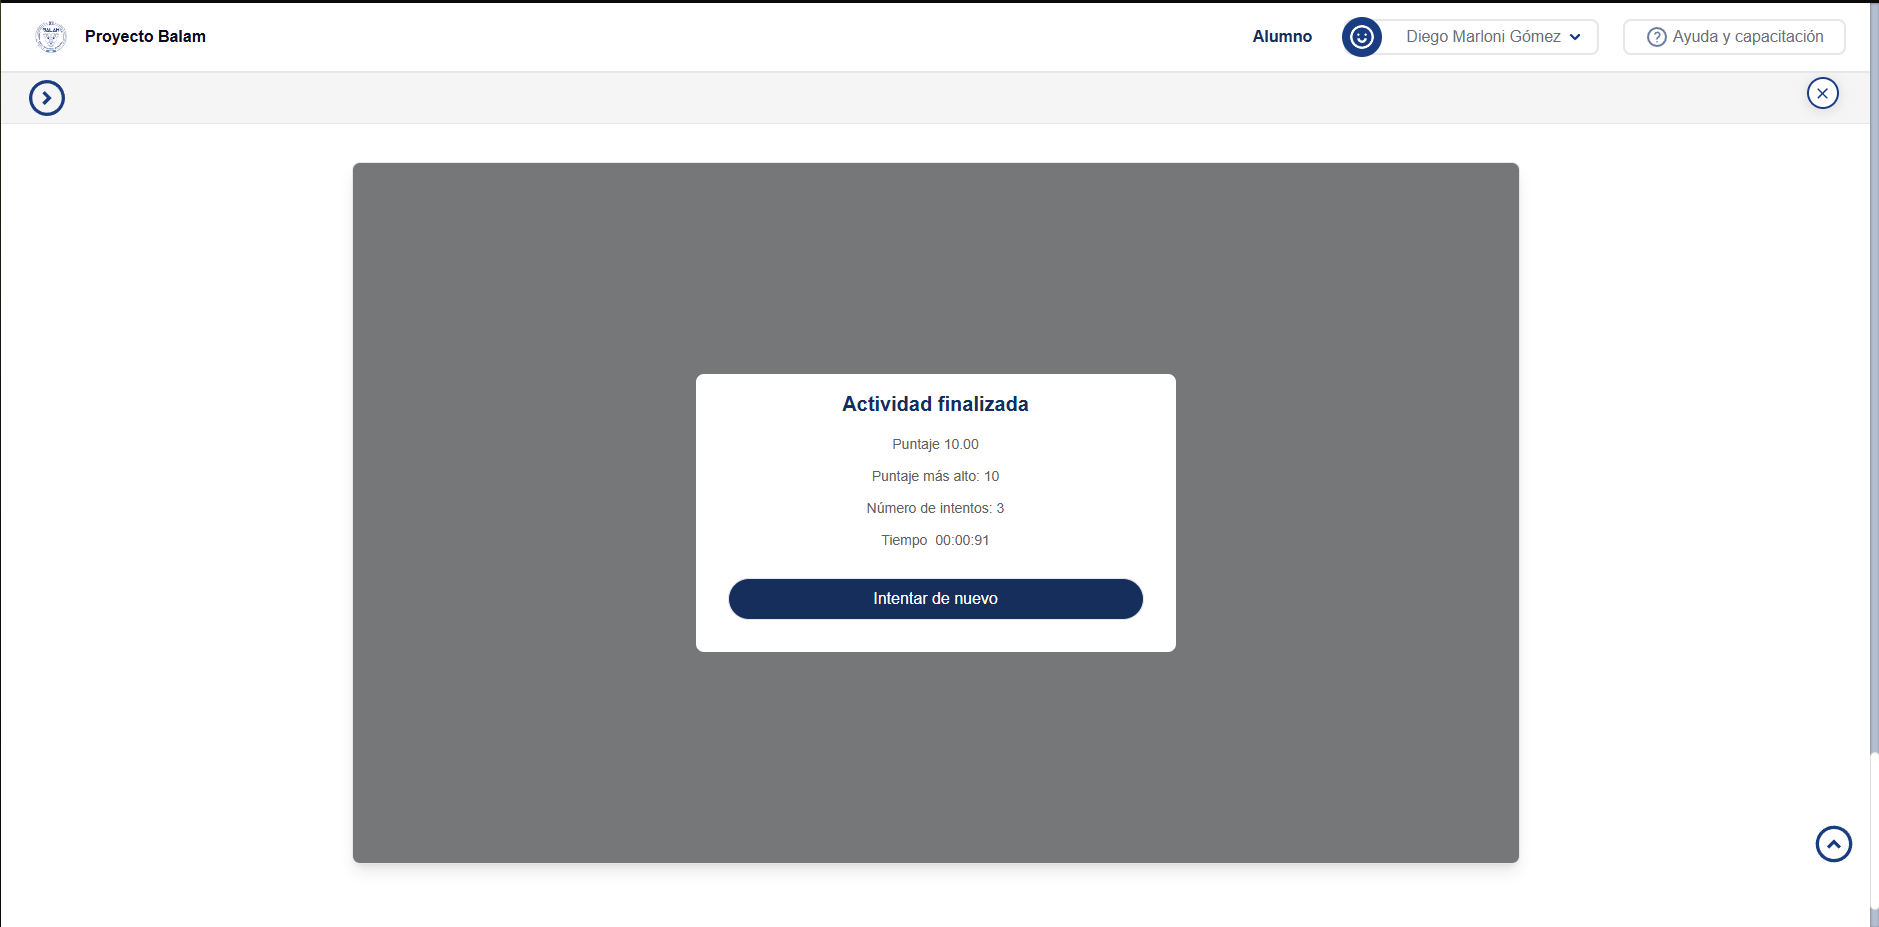 Proyecto Balam
Alumno
Diego Marloni Gómez
Ayuda y capacitación
Actividad finalizada
Puntaje 10.00
Puntaje más alto: 10
Número de intentos: 3
Tiempo 00:00:91
Intentar de nuevo